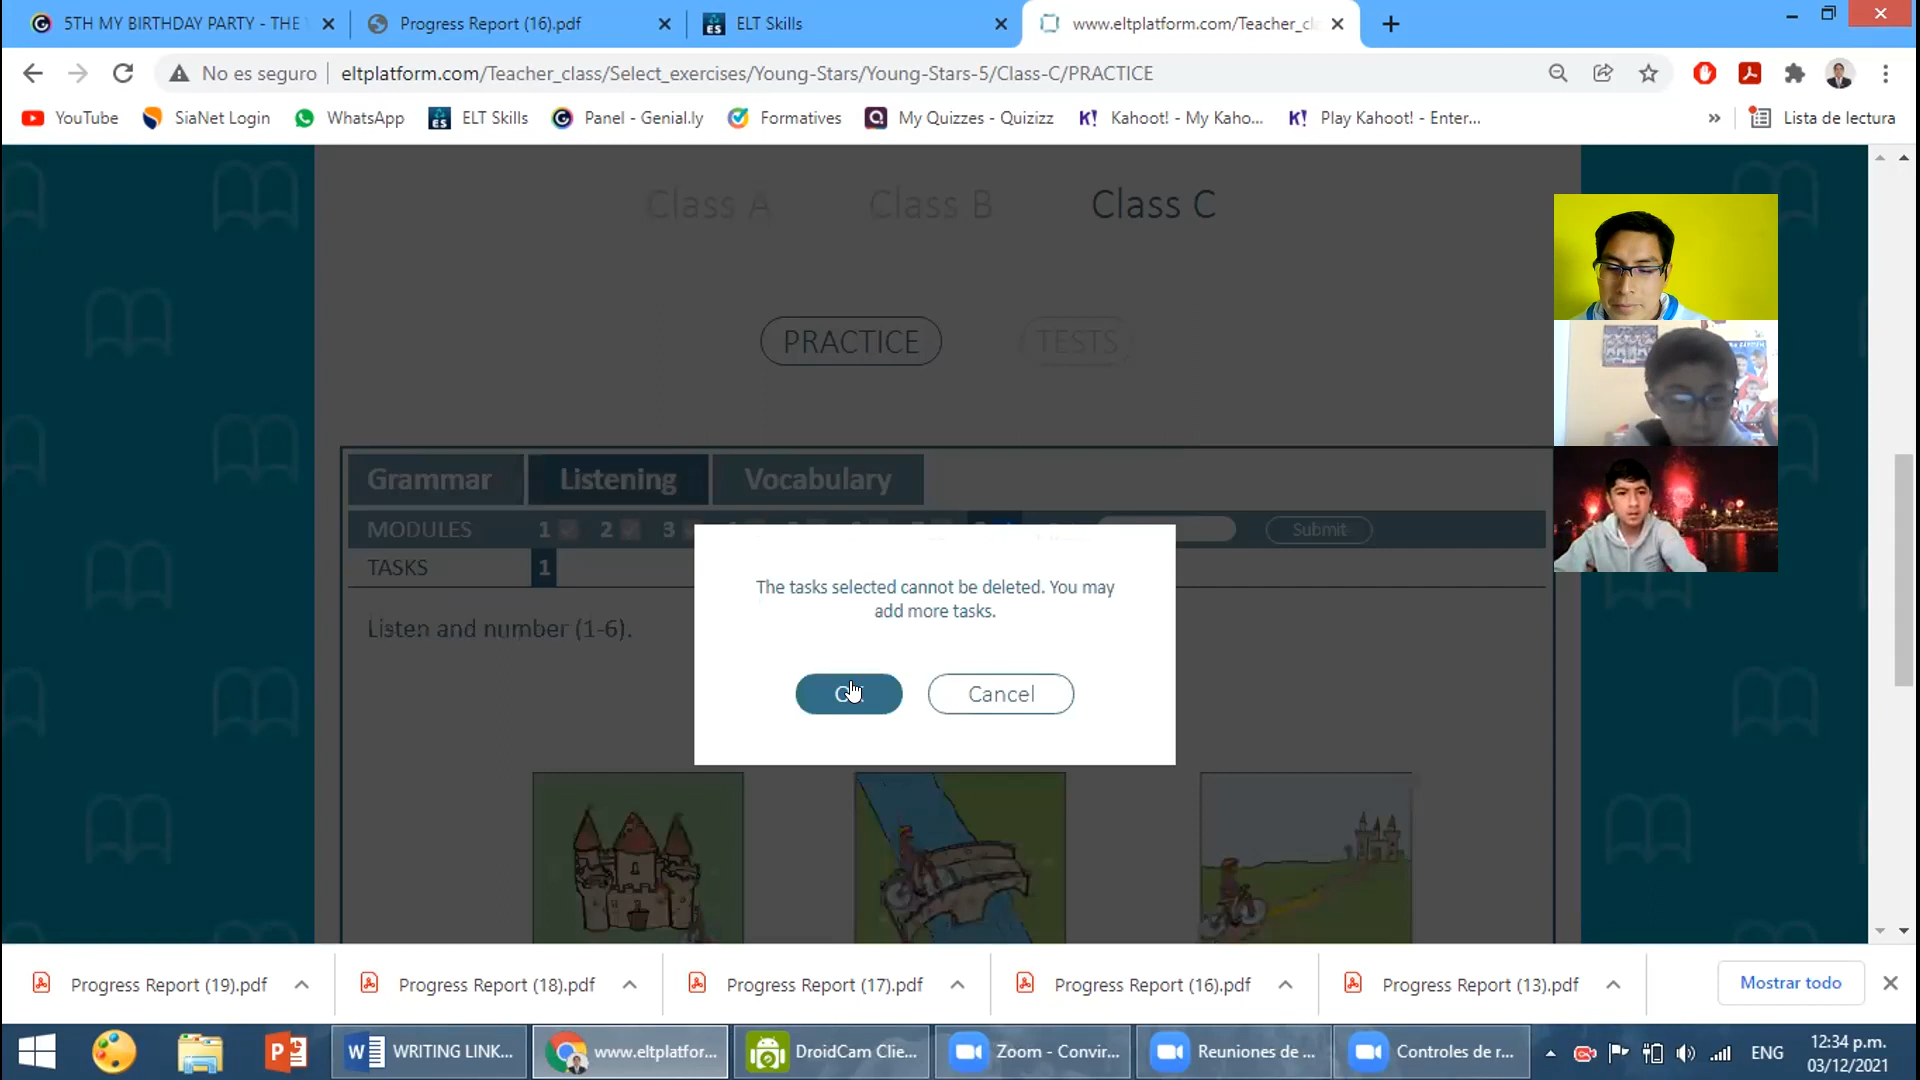 5TH MY BIRTHDAY PARTY - THE
Progress Report (16).pdf
ELT Skills
www.eltplatform.com/Teacher_cl
No es seguro
eltplatform.com/Teacher_class/Select_exercises/Young-Stars/Young-Stars-5/Class-C/PRACTICE
YouTube
SiaNet Login
WhatsApp
ELT Skills
Panel - Genial.ly
Formatives
My Quizzes - Quizizz
Kahoot! - My Kaho...
Play Kahoot! - Enter...
»
Lista de lectura
Class A
Class B
Class C
PRACTICE
TESTS
Grammar
Listening
Vocabulary
MODULES 1 2 3
Submit
TASKS 1
Listen and number (1-6).
The tasks selected cannot be deleted. You may
add more tasks.
Cancel
Progress Report (19).pdf
Progress Report (18).pdf
Progress Report (17).pdf
Progress Report (16).pdf
Progress Report (13).pdf
Mostrar todo
WRITING LINK...
www.eltplatfor...
DroidCam Clie...
Zoom - Convir...
Reuniones de ...
Controles de r...
ENG
12:34 p.m.
03/12/2021